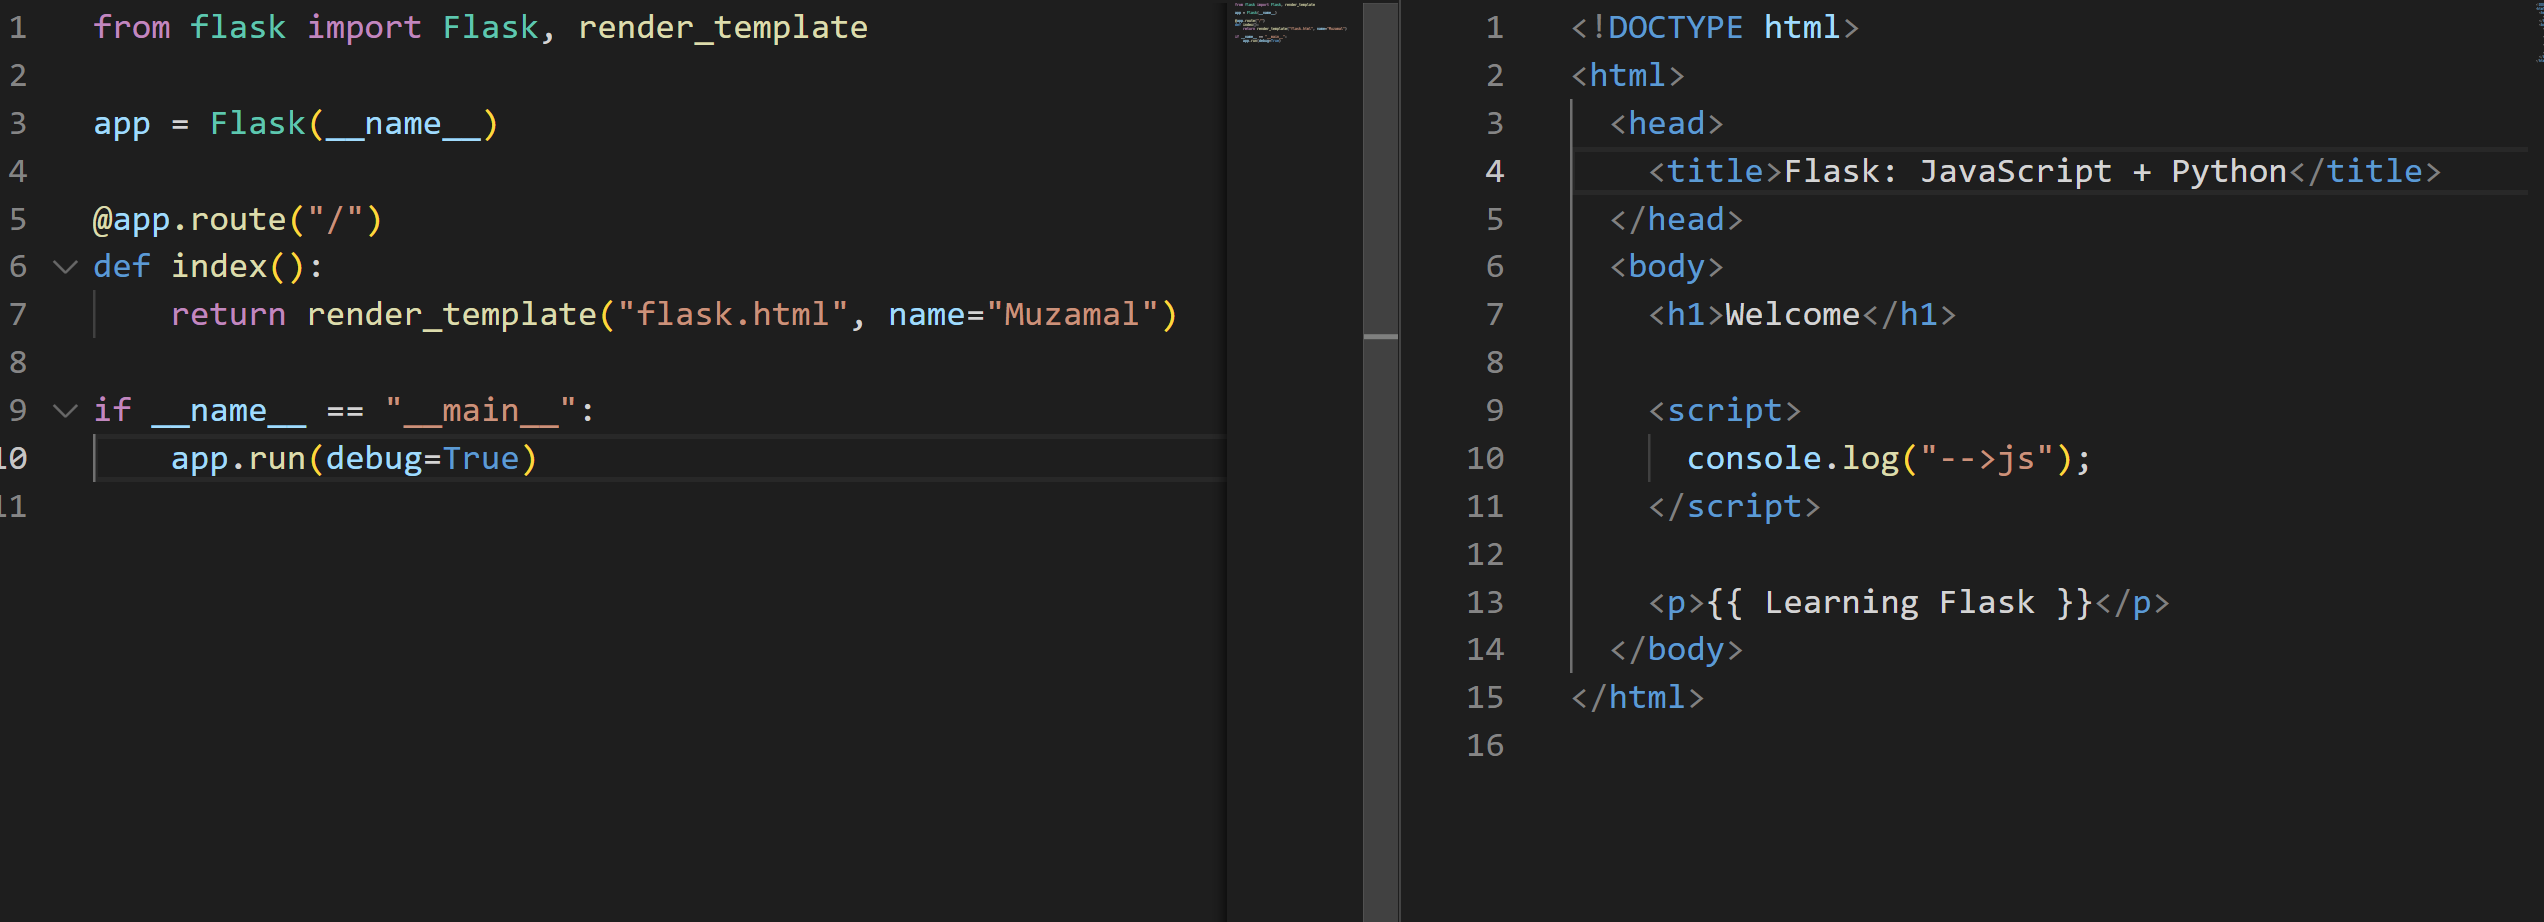 1 from flask import Flask, render_template
2
3 app = Flask(__name__)
4
5 @app.route("/")
6 def index():
7 return render_template("flask.html", name="Muzamal")
8
9 if __name__ == "__main__":
10 app.run(debug=True)
11
1 <!DOCTYPE html>
2 <html>
3 <head>
4 <title>Flask: JavaScript + Python</title>
5 </head>
6 <body>
7 <h1>Welcome</h1>
8
9 <script>
10 console.log("-->js");
11 </script>
12
13 <p>{{ Learning Flask }}</p>
14 </body>
15 </html>
16